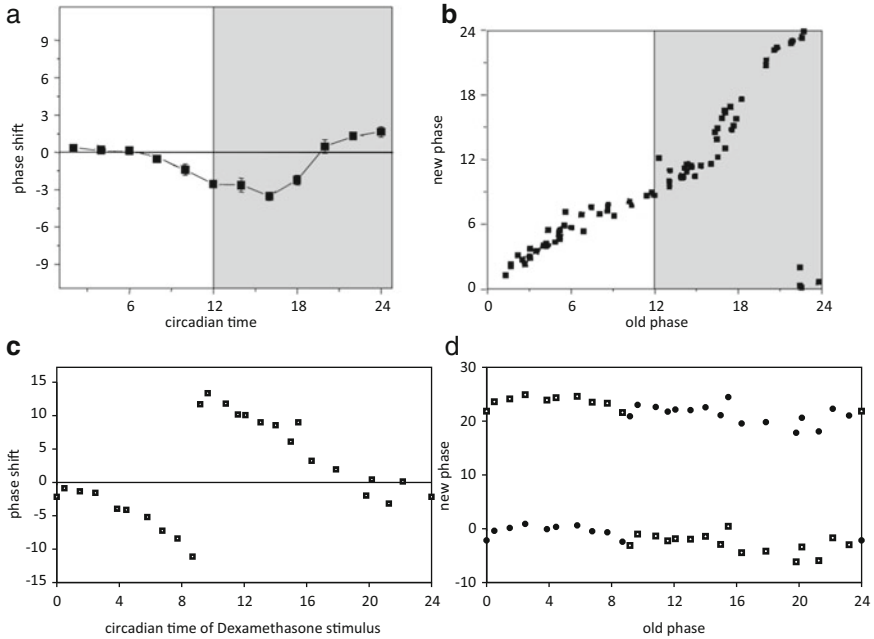 a
9
6
3
0
-3
-6
-9
phase shift
0 6 12 18 24
circadian time
b
24
18
12
6
0
new phase
0 6 12 18 24
old phase
c
15
10
5
0
-5
-10
-15
phase shift
0 4 8 12 16 20 24
circadian time of Dexamethasone stimulus
d
30
20
10
0
-10
new phase
0 4 8 12 16 20 24
old phase